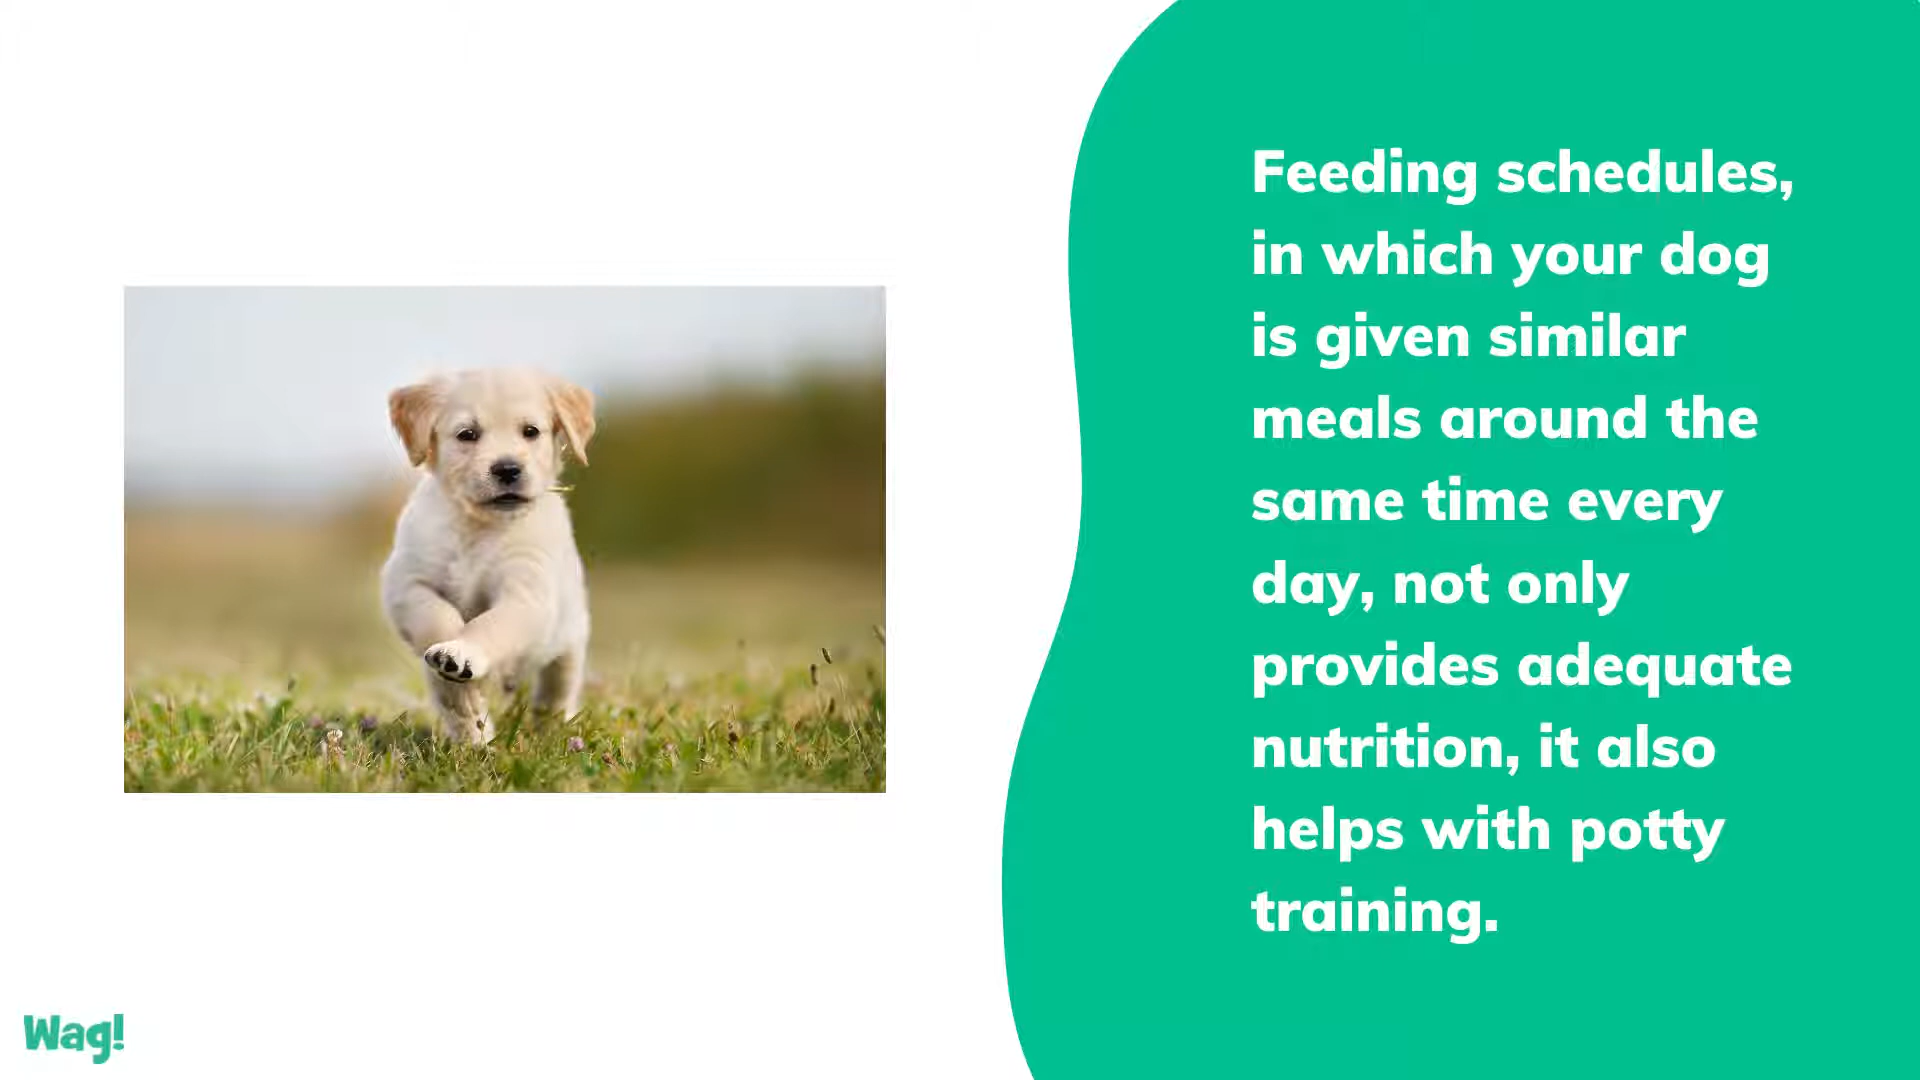 Feeding schedules,
in which your dog
is given similar
meals around the
same time every
day, not only
provides adequate
nutrition, it also
helps with potty
training.
Wag!